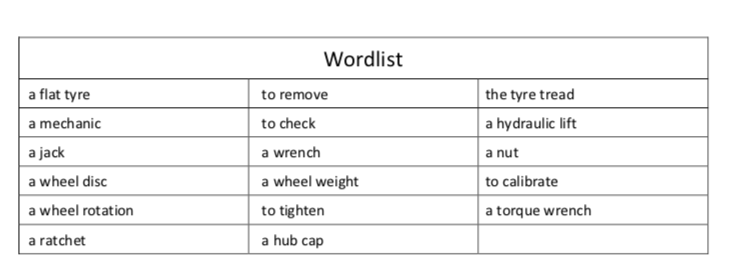 Wordlist
a flat tyre to remove the tyre tread
a mechanic to check a hydraulic lift
a jack a wrench a nut
a wheel disc a wheel weight to calibrate
a wheel rotation to tighten a torque wrench
a ratchet a hub cap